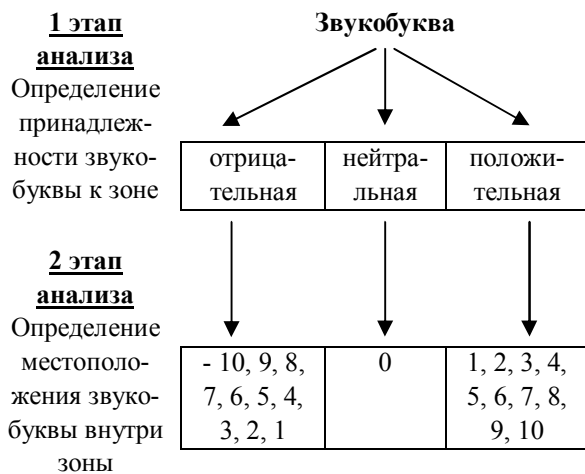 1 этап
анализа
Определение
принадлеж-
ности звуко-
буквы к зоне
Звукобуква
отрица-
тельная
нейтра-
льная
положи-
тельная
2 этап
анализа
Определение
местополо-
жения звуко-
буквы внутри
зоны
- 10, 9, 8,
7, 6, 5, 4,
3, 2, 1
0
1, 2, 3, 4,
5, 6, 7, 8,
9, 10